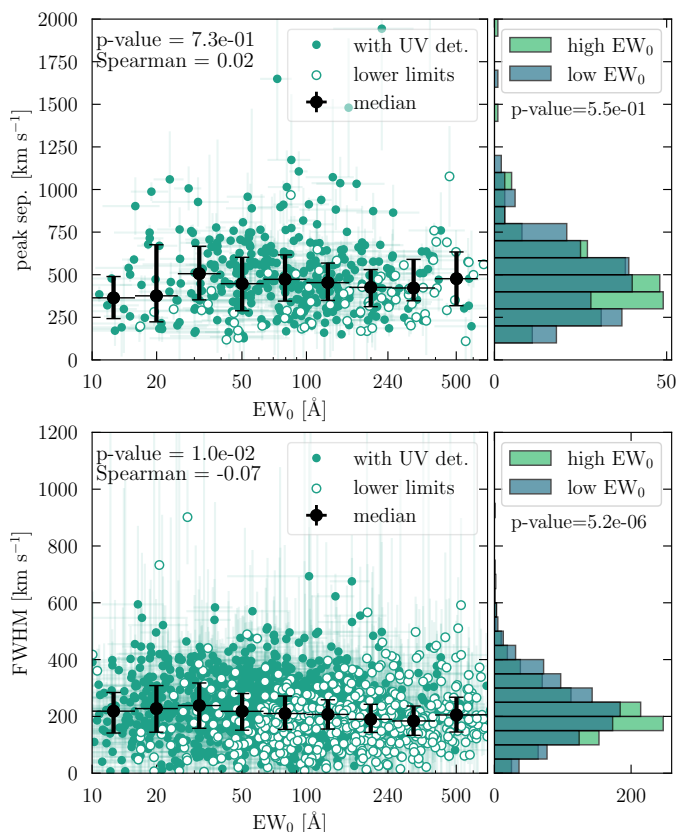 2000
1750
1500
1250
1000
750
500
250
0
peak sep. [km s⁻¹]
p-value = 7.3e-01
Spearman = 0.02
with UV det.
lower limits
median
10
20
50
100
240
500
EW₀ [Å]
high EW₀
low EW₀
p-value=5.5e-01
0
50
1200
1000
800
600
400
200
0
FWHM [km s⁻¹]
p-value = 1.0e-02
Spearman = -0.07
with UV det.
lower limits
median
10
20
50
100
240
500
EW₀ [Å]
high EW₀
low EW₀
p-value=5.2e-06
0
200